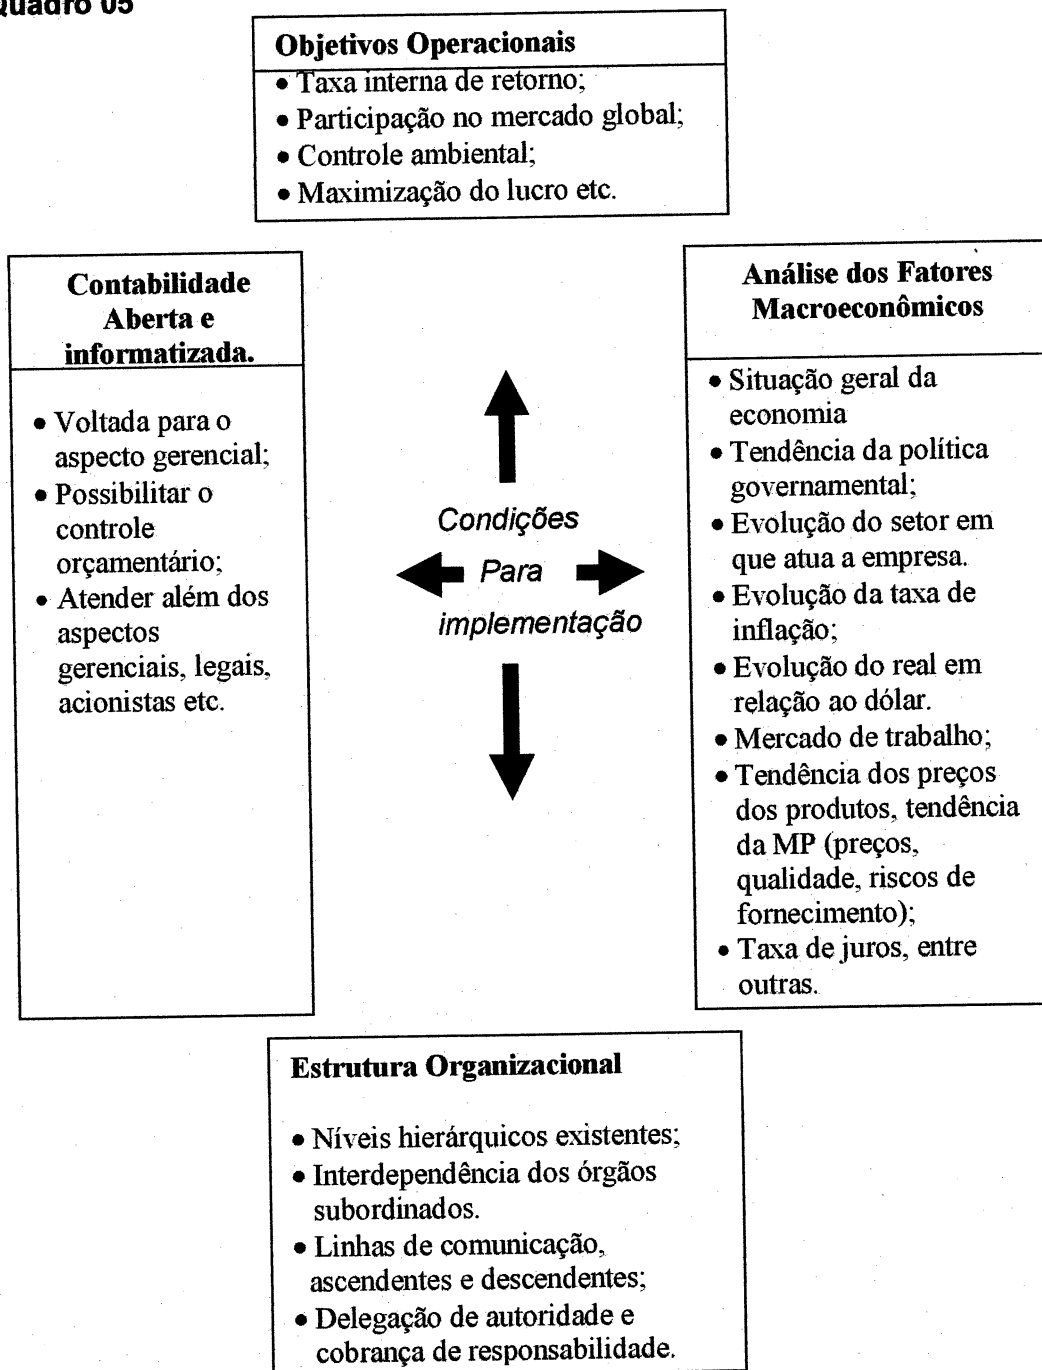 Quadro 05
Objetivos Operacionais
• Taxa interna de retorno;
• Participação no mercado global;
• Controle ambiental;
• Maximização do lucro etc.
Contabilidade
Aberta e
informatizada.
• Voltada para o
aspecto gerencial;
• Possibilitar o
controle
orçamentário;
• Atender além dos
aspectos
gerenciais, legais,
acionistas etc.
Condições
Para
implementação
Análise dos Fatores
Macroeconômicos
• Situação geral da
economia
• Tendência da política
governamental;
• Evolução do setor em
que atua a empresa.
• Evolução da taxa de
inflação;
• Evolução do real em
relação ao dólar.
• Mercado de trabalho;
• Tendência dos preços
dos produtos, tendência
da MP (preços,
qualidade, riscos de
fornecimento);
• Taxa de juros, entre
outras.
Estrutura Organizacional
• Níveis hierárquicos existentes;
• Interdependência dos órgãos
subordinados.
• Linhas de comunicação,
ascendentes e descendentes;
• Delegação de autoridade e
cobrança de responsabilidade.